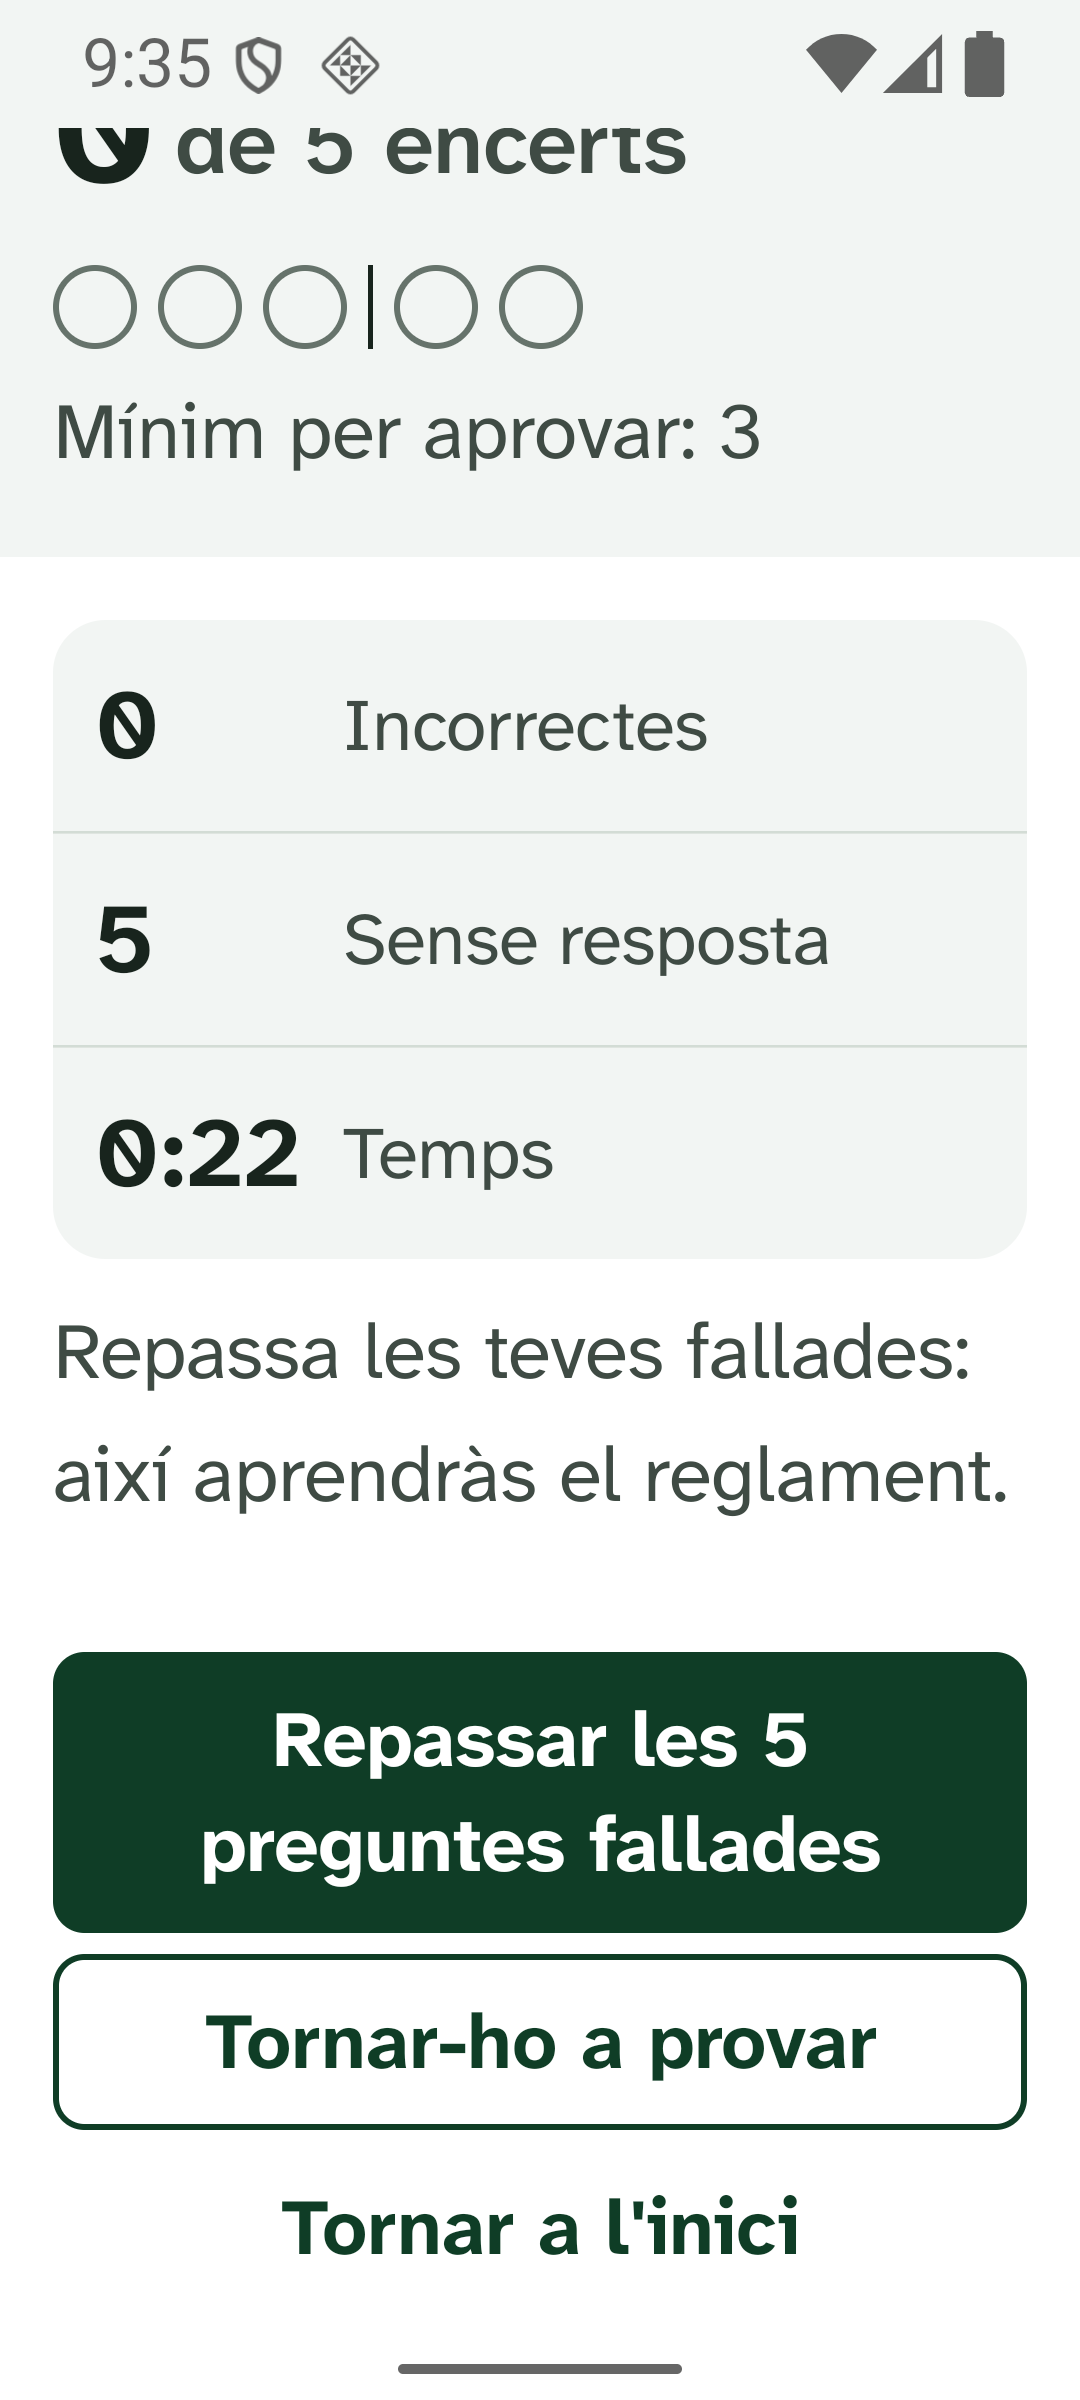 9:35
0 de 5 encerts
Mínim per aprovar: 3
0 Incorrectes
5 Sense resposta
0:22 Temps
Repassa les teves fallades:
així aprendràs el reglament.
Repassar les 5
preguntes fallades
Tornar-ho a provar
Tornar a l'inici